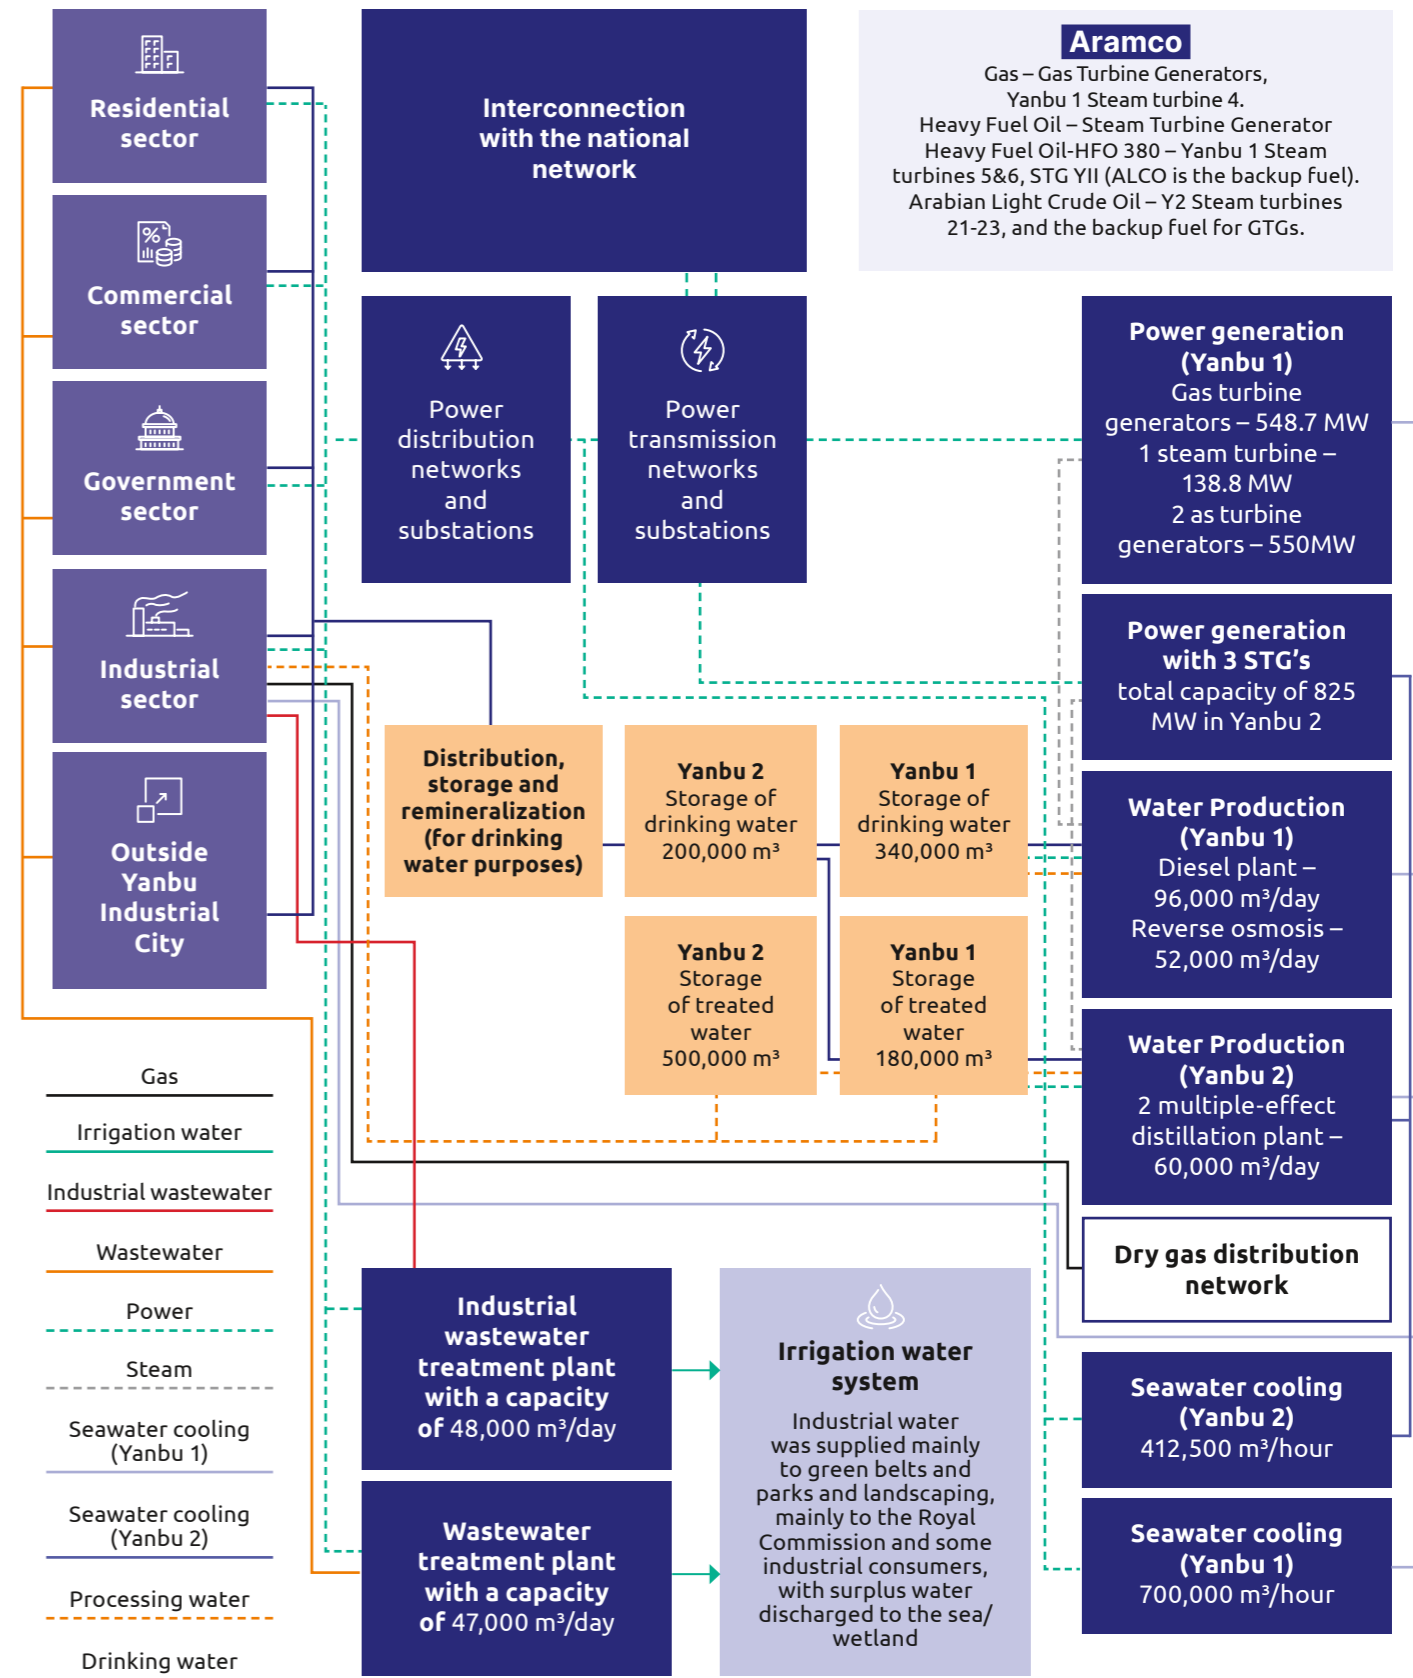 Residential
sector
Commercial
sector
Government
sector
Industrial
sector
Outside
Yanbu
Industrial
City
Interconnection
with the national
network
Aramco
Gas – Gas Turbine Generators,
Yanbu 1 Steam turbine 4.
Heavy Fuel Oil – Steam Turbine Generator
Heavy Fuel Oil-HFO 380 – Yanbu 1 Steam
turbines 5&6, STG YII (ALCO is the backup fuel).
Arabian Light Crude Oil – Y2 Steam turbines
21-23, and the backup fuel for GTGs.
Power
distribution
networks
and
substations
Power
transmission
networks
and
substations
Power generation
(Yanbu 1)
Gas turbine
generators – 548.7 MW
1 steam turbine –
138.8 MW
2 as turbine
generators – 550MW
Power generation
with 3 STG’s
total capacity of 825
MW in Yanbu 2
Distribution,
storage and
remineralization
(for drinking
water purposes)
Yanbu 2
Storage of
drinking water
200,000 m³
Yanbu 1
Storage of
drinking water
340,000 m³
Water Production
(Yanbu 1)
Diesel plant –
96,000 m³/day
Reverse osmosis –
52,000 m³/day
Yanbu 2
Storage
of treated
water
500,000 m³
Yanbu 1
Storage
of treated
water
180,000 m³
Water Production
(Yanbu 2)
2 multiple-effect
distillation plant –
60,000 m³/day
Dry gas distribution
network
Gas
Irrigation water
Industrial wastewater
Wastewater
Power
Steam
Seawater cooling
(Yanbu 1)
Seawater cooling
(Yanbu 2)
Processing water
Drinking water
Industrial
wastewater
treatment plant
with a capacity
of 48,000 m³/day
Wastewater
treatment plant
with a capacity
of 47,000 m³/day
Irrigation water
system
Industrial water
was supplied mainly
to green belts and
parks and landscaping,
mainly to the Royal
Commission and some
industrial consumers,
with surplus water
discharged to the sea/
wetland
Seawater cooling
(Yanbu 2)
412,500 m³/hour
Seawater cooling
(Yanbu 1)
700,000 m³/hour